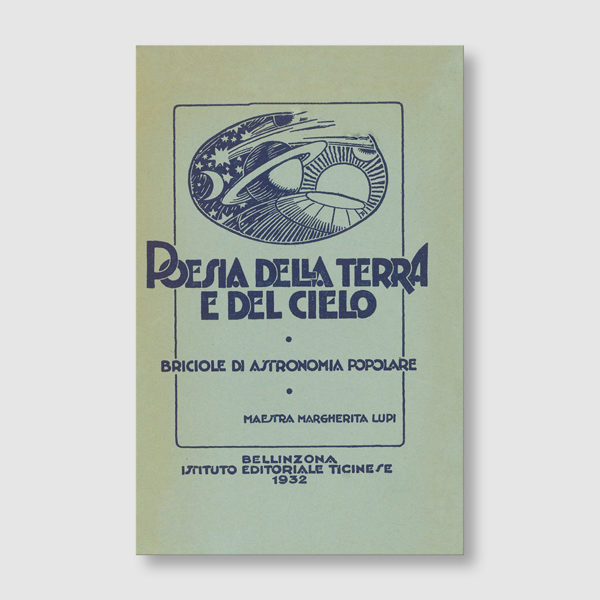 POESIA DELLA TERRA
E DEL CIELO
BRICIOLE DI ASTRONOMIA POPOLARE
MAESTRA MARGHERITA LUPI
BELLINZONA
ISTITUTO EDITORIALE TICINESE
1932